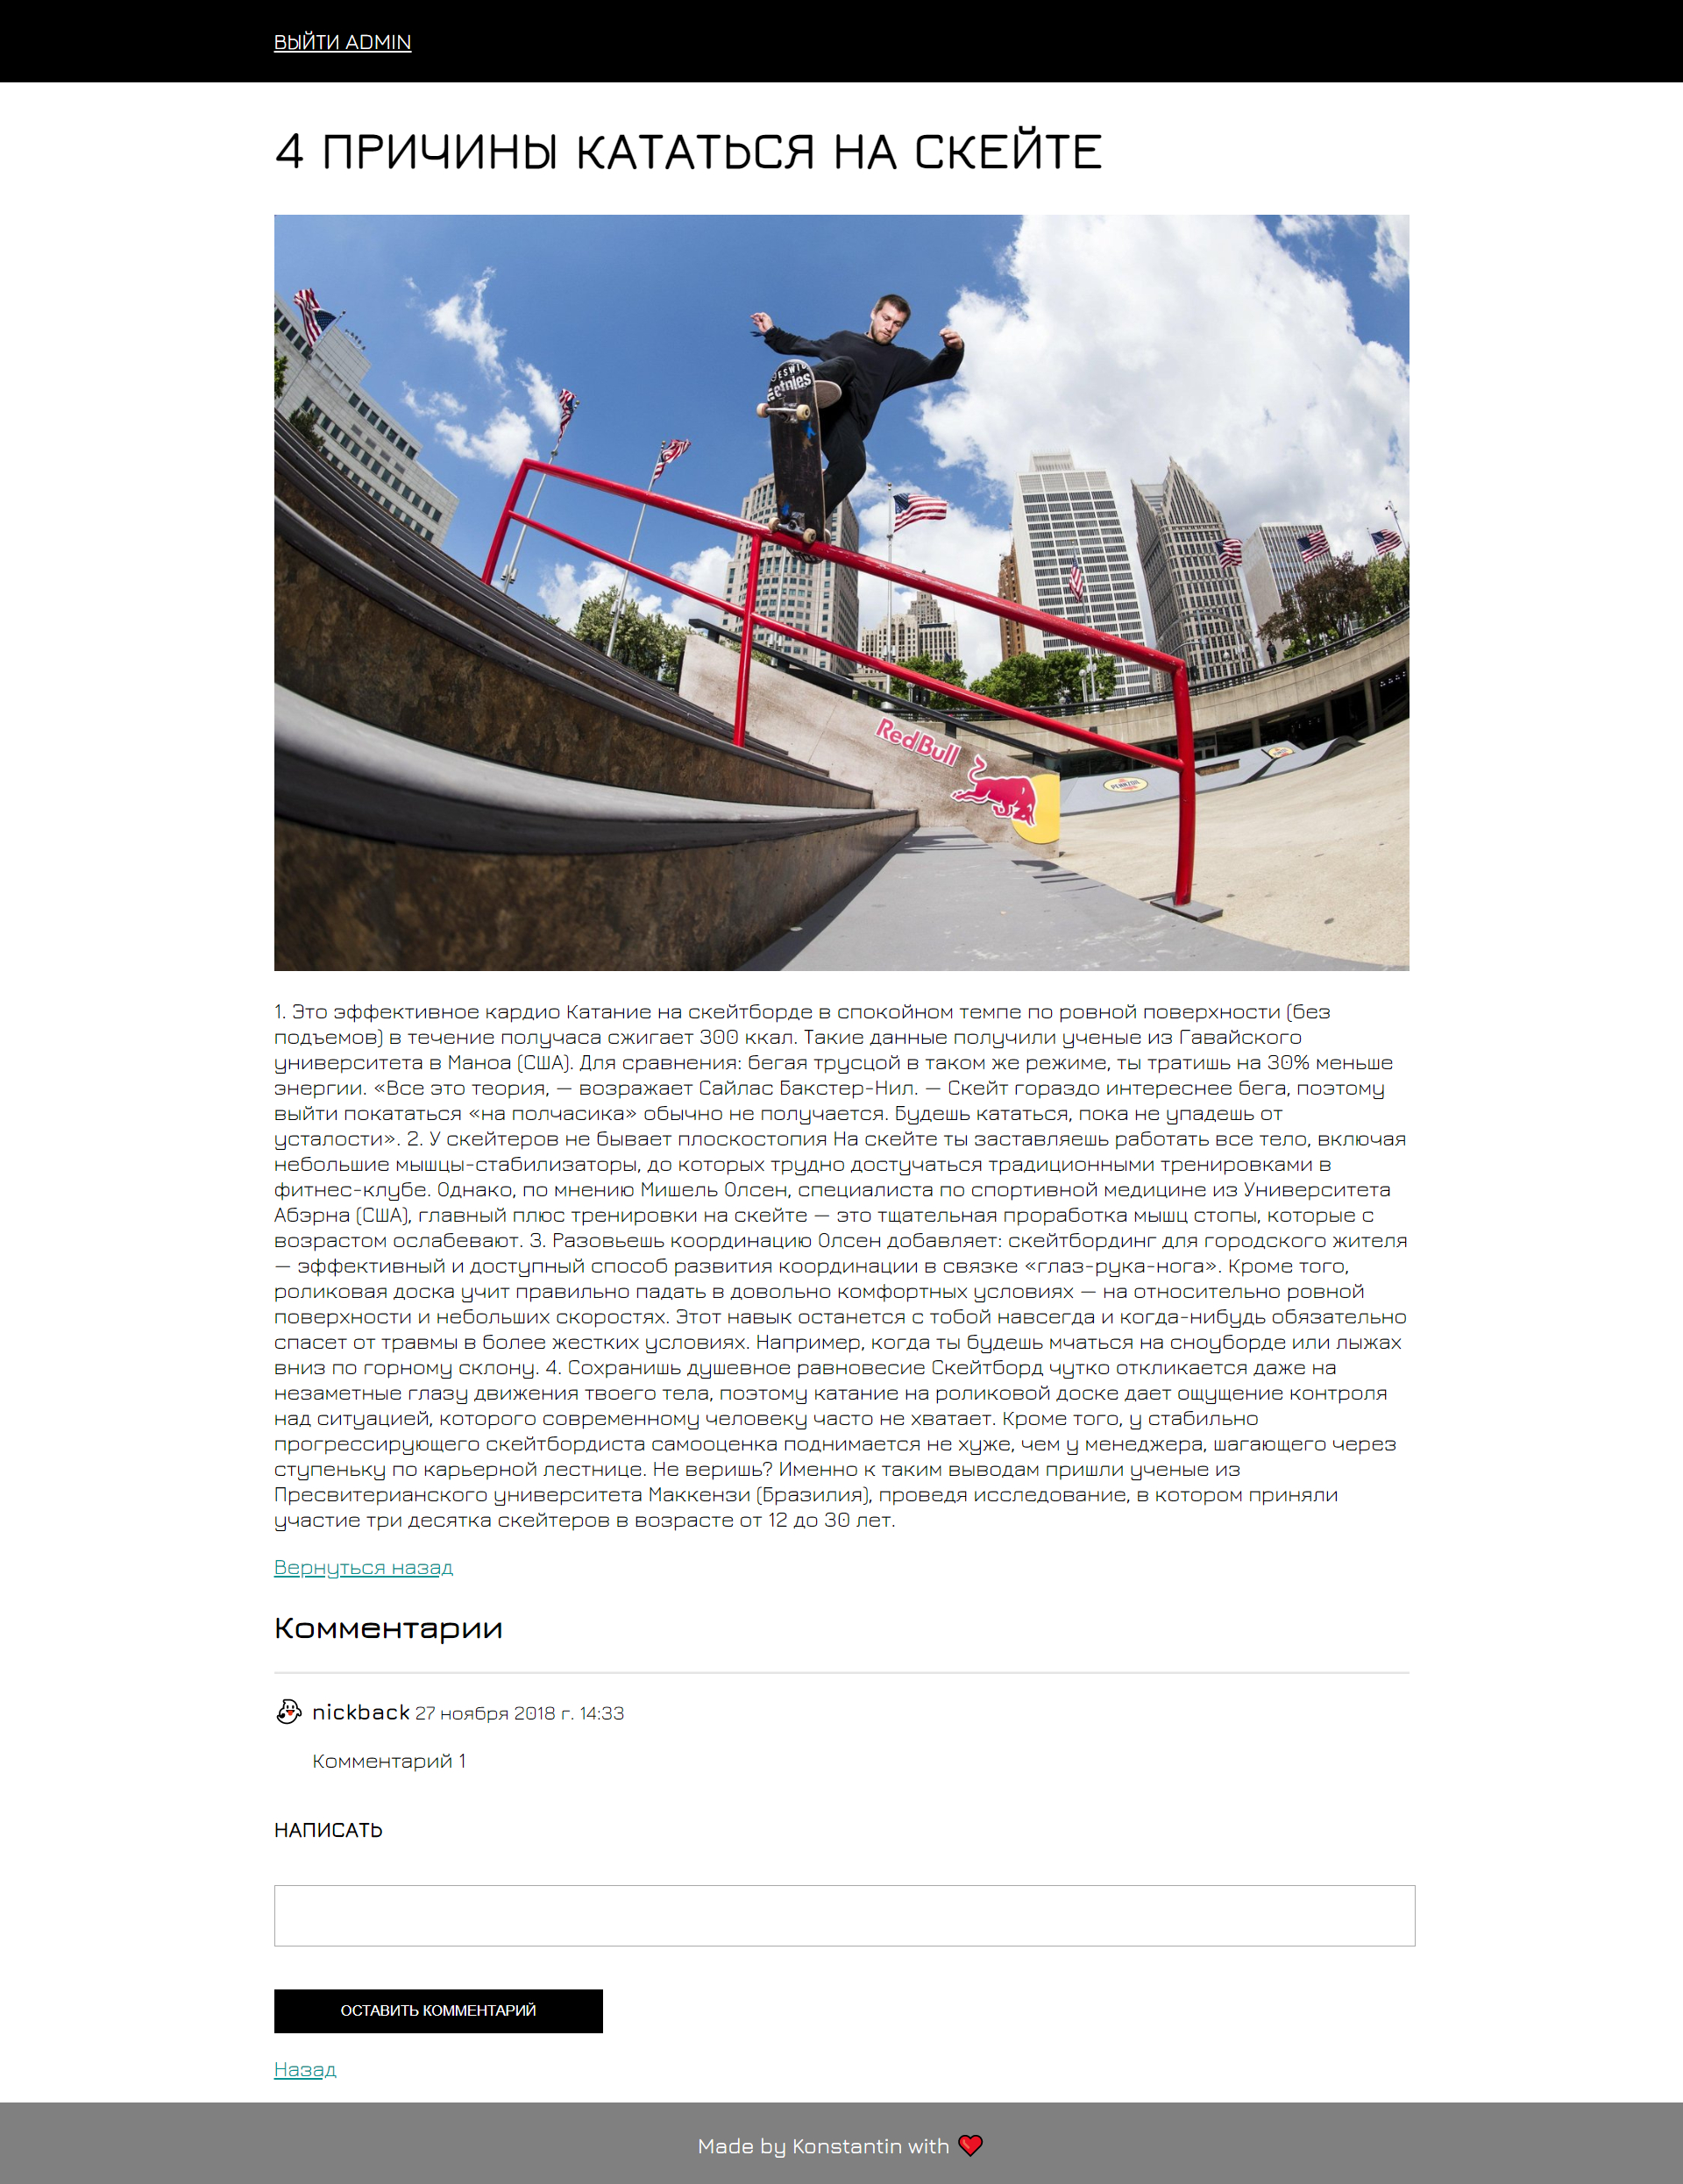 ВЫЙТИ ADMIN
4 ПРИЧИНЫ КАТАТЬСЯ НА СКЕЙТЕ
etnies
RedBull
PENNZOIL
1. Это эффективное кардио Катание на скейтборде в спокойном темпе по ровной поверхности (без
подъемов) в течение получаса сжигает 300 ккал. Такие данные получили ученые из Гавайского
университета в Маноа (США). Для сравнения: бегая трусцой в таком же режиме, ты тратишь на 30% меньше
энергии. «Все это теория, — возражает Сайлас Бакстер-Нил. — Скейт гораздо интереснее бега, поэтому
выйти покататься «на полчасика» обычно не получается. Будешь кататься, пока не упадешь от
усталости». 2. У скейтеров не бывает плоскостопия На скейте ты заставляешь работать все тело, включая
небольшие мышцы-стабилизаторы, до которых трудно достучаться традиционными тренировками в
фитнес-клубе. Однако, по мнению Мишель Олсен, специалиста по спортивной медицине из Университета
Абэрна (США), главный плюс тренировки на скейте — это тщательная проработка мышц стопы, которые с
возрастом ослабевают. 3. Разовьешь координацию Олсен добавляет: скейтбординг для городского жителя
— эффективный и доступный способ развития координации в связке «глаз-рука-нога». Кроме того,
роликовая доска учит правильно падать в довольно комфортных условиях — на относительно ровной
поверхности и небольших скоростях. Этот навык останется с тобой навсегда и когда-нибудь обязательно
спасет от травмы в более жестких условиях. Например, когда ты будешь мчаться на сноуборде или лыжах
вниз по горному склону. 4. Сохранишь душевное равновесие Скейтборд чутко откликается даже на
незаметные глазу движения твоего тела, поэтому катание на роликовой доске дает ощущение контроля
над ситуацией, которого современному человеку часто не хватает. Кроме того, у стабильно
прогрессирующего скейтбордиста самооценка поднимается не хуже, чем у менеджера, шагающего через
ступеньку по карьерной лестнице. Не веришь? Именно к таким выводам пришли ученые из
Пресвитерианского университета Маккензи (Бразилия), проведя исследование, в котором приняли
участие три десятка скейтеров в возрасте от 12 до 30 лет.
Вернуться назад
Комментарии
nickback 27 ноября 2018 г. 14:33
Комментарий 1
НАПИСАТЬ
ОСТАВИТЬ КОММЕНТАРИЙ
Назад
Made by Konstantin with